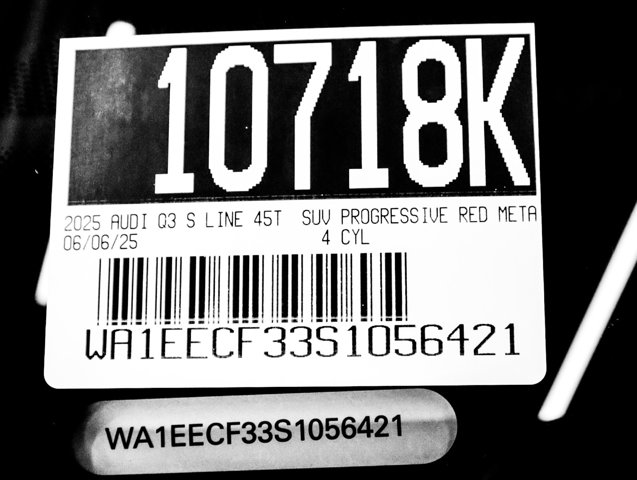 10718K
2025 AUDI Q3 S LINE 45T SUV PROGRESSIVE RED META
06/06/25 4 CYL
WA1EECF33S1056421
WA1EECF33S1056421